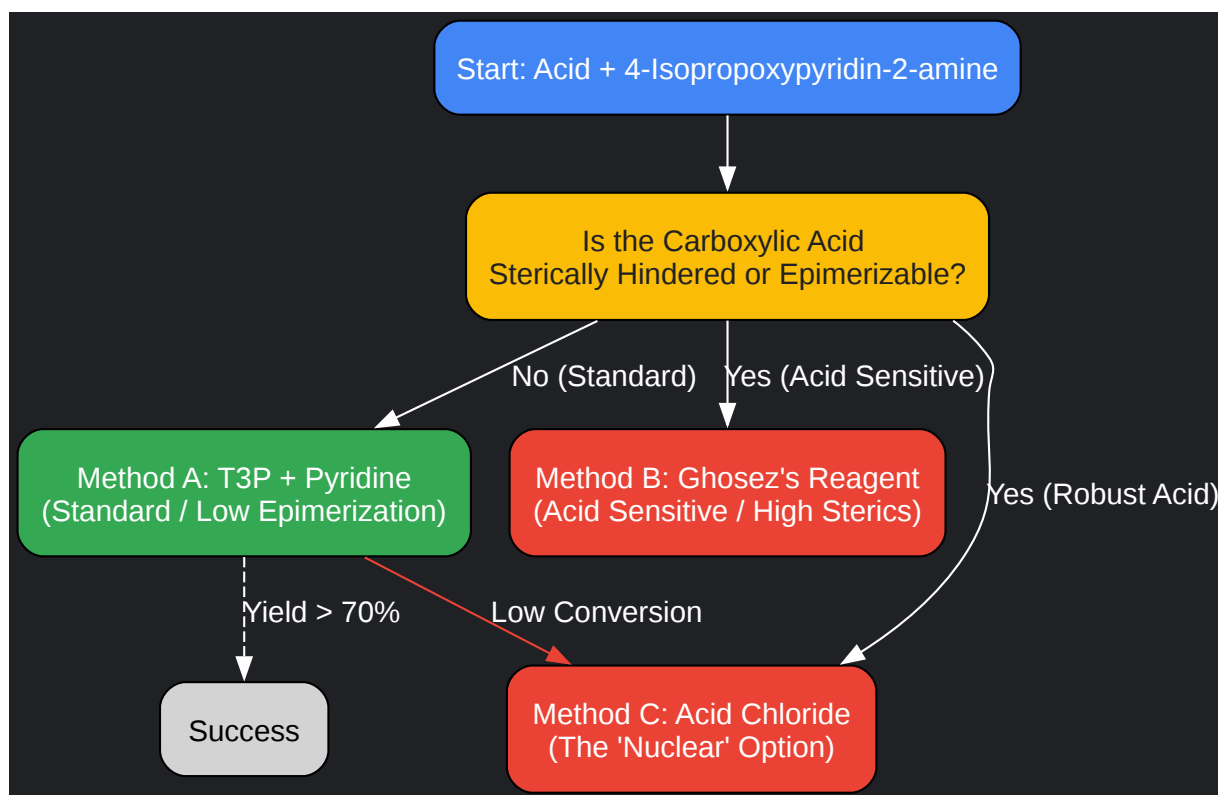 Start: Acid + 4-Isopropoxypyridin-2-amine
Is the Carboxylic Acid
Sterically Hindered or Epimerizable?
No (Standard)
Yes (Acid Sensitive)
Yes (Robust Acid)
Method A: T3P + Pyridine
(Standard / Low Epimerization)
Method B: Ghosez's Reagent
(Acid Sensitive / High Sterics)
Yield > 70%
Low Conversion
Success
Method C: Acid Chloride
(The 'Nuclear' Option)